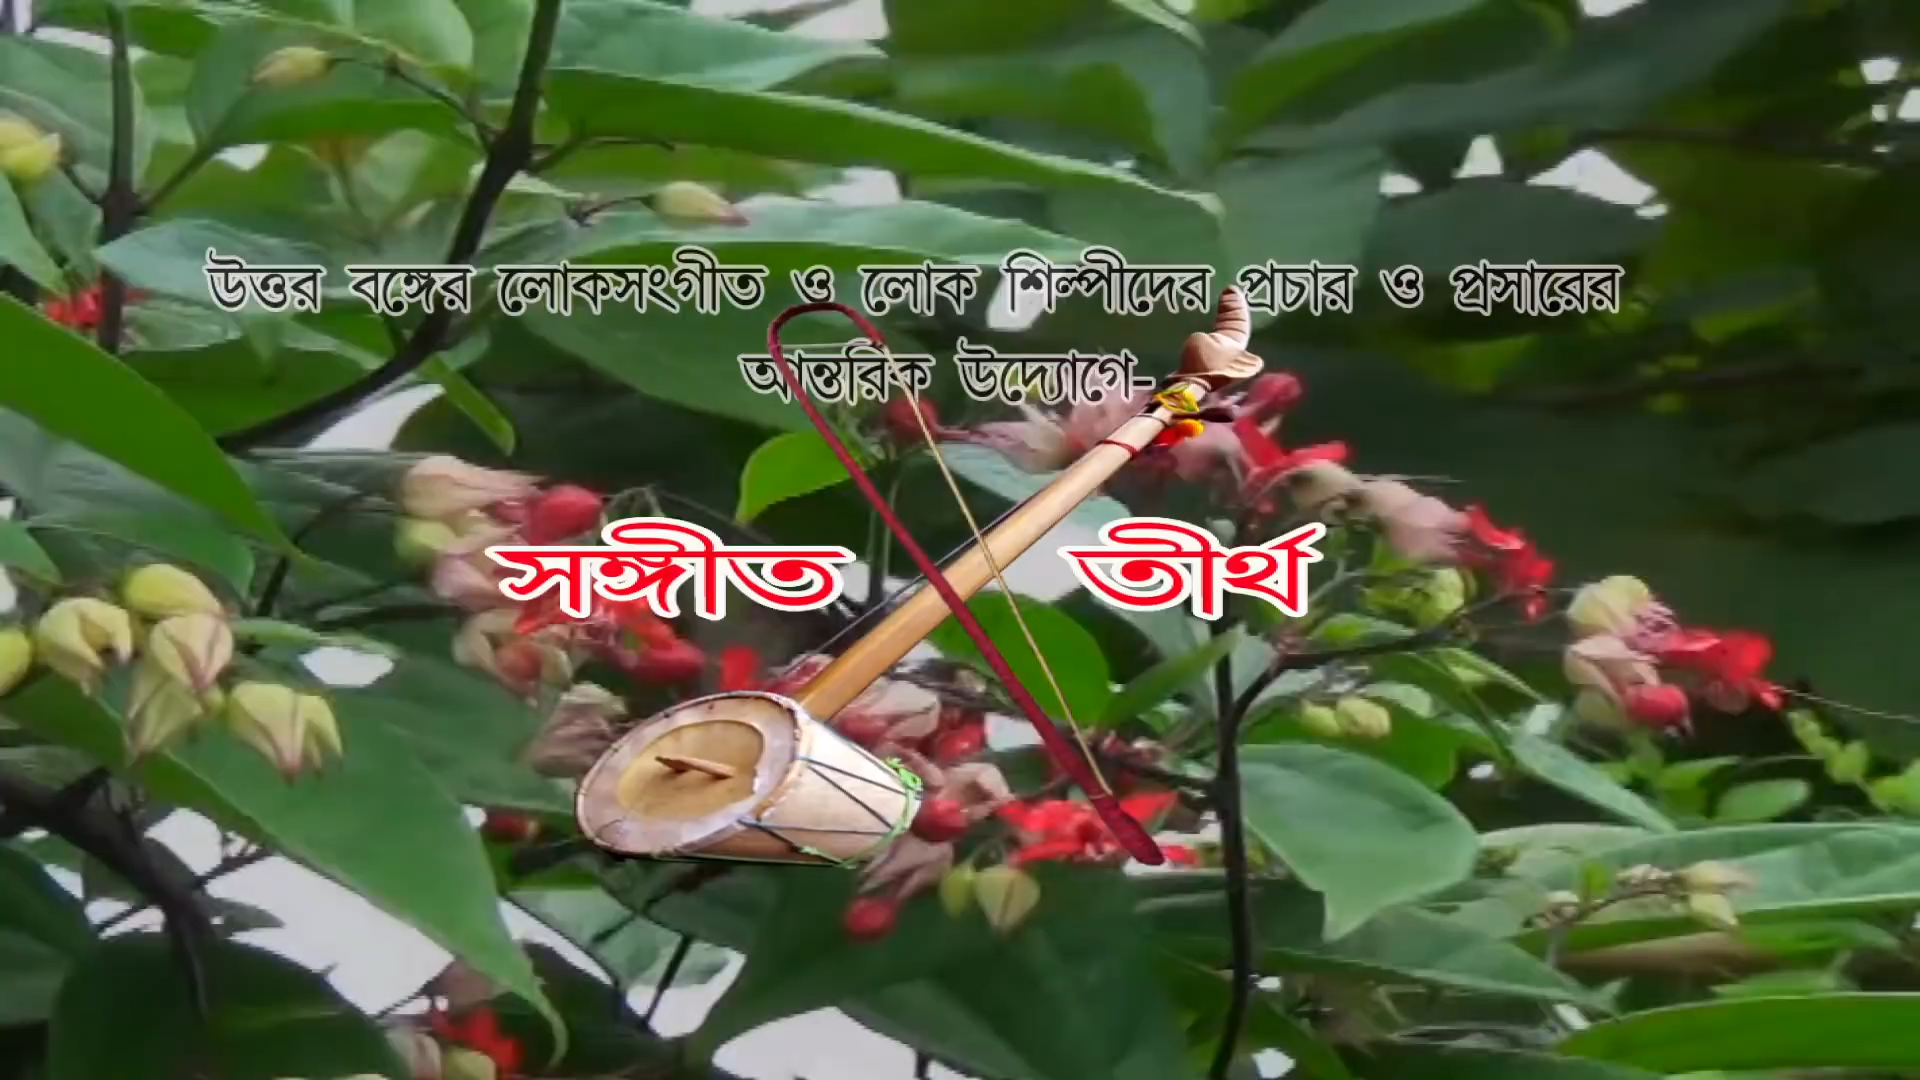 উত্তর বঙ্গের লোকসংগীত ও লোক শিল্পীদের প্রচার ও প্রসারের
আন্তরিক উদ্যোগে-
সঙ্গীত তীর্থ